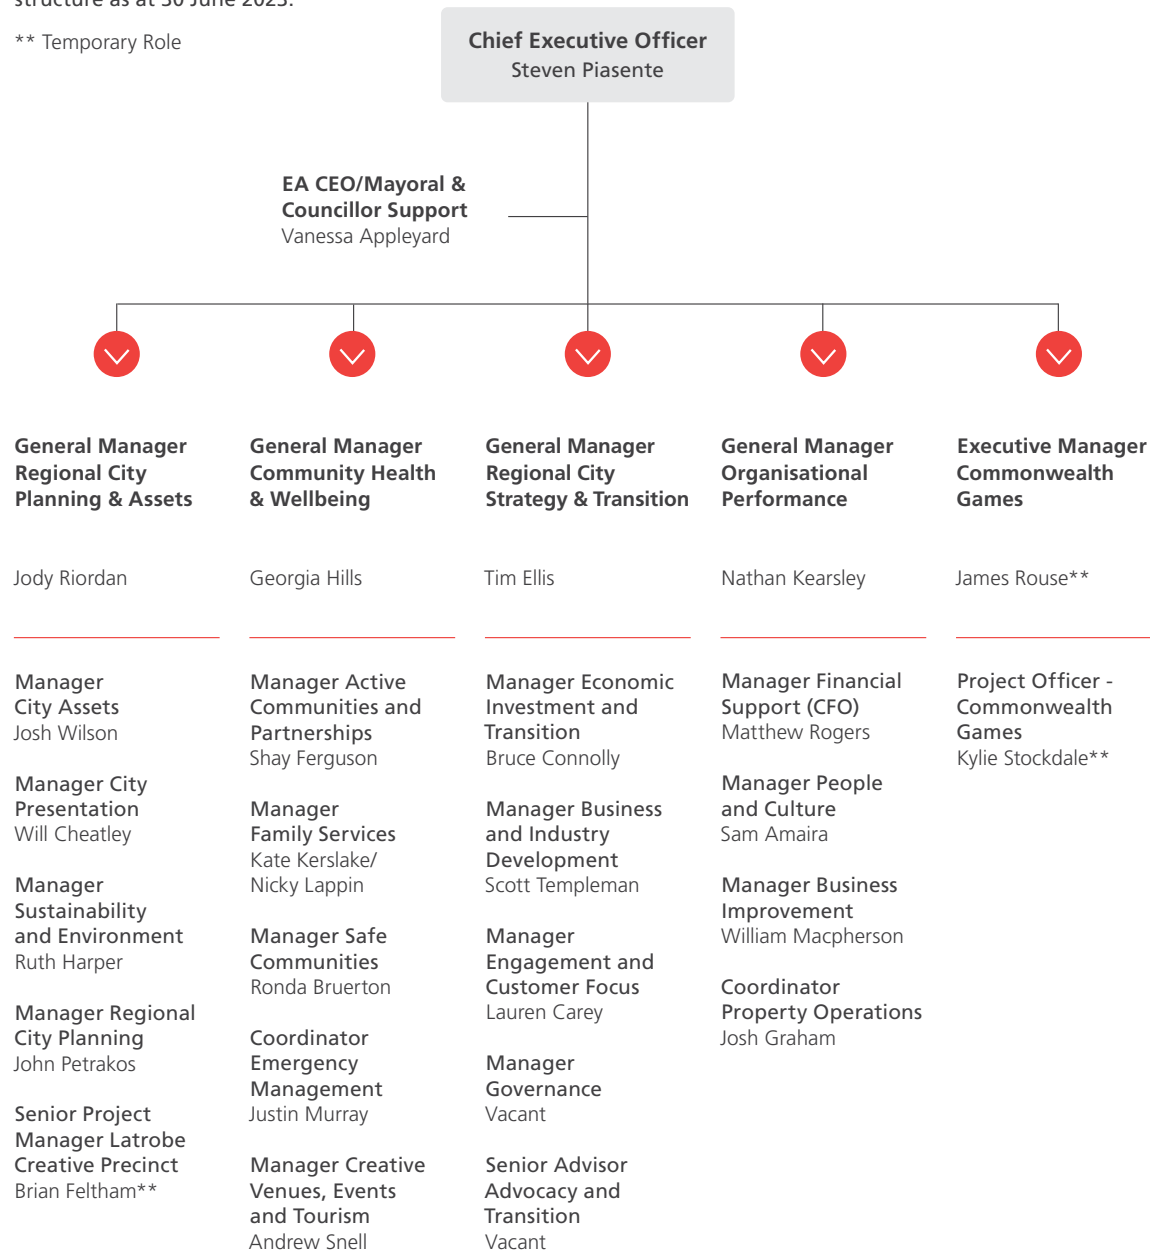 structure as at 30 June 2023.
** Temporary Role
Chief Executive Officer
Steven Piasente
EA CEO/Mayoral &
Councillor Support
Vanessa Appleyard
General Manager
Regional City
Planning & Assets
Jody Riordan
Manager
City Assets
Josh Wilson
Manager City
Presentation
Will Cheatley
Manager
Sustainability
and Environment
Ruth Harper
Manager Regional
City Planning
John Petrakos
Senior Project
Manager Latrobe
Creative Precinct
Brian Feltham**
General Manager
Community Health
& Wellbeing
Georgia Hills
Manager Active
Communities and
Partnerships
Shay Ferguson
Manager
Family Services
Kate Kerslake/
Nicky Lappin
Manager Safe
Communities
Ronda Bruerton
Coordinator
Emergency
Management
Justin Murray
Manager Creative
Venues, Events
and Tourism
Andrew Snell
General Manager
Regional City
Strategy & Transition
Tim Ellis
Manager Economic
Investment and
Transition
Bruce Connolly
Manager Business
and Industry
Development
Scott Templeman
Manager
Engagement and
Customer Focus
Lauren Carey
Manager
Governance
Vacant
Senior Advisor
Advocacy and
Transition
Vacant
General Manager
Organisational
Performance
Nathan Kearsley
Manager Financial
Support (CFO)
Matthew Rogers
Manager People
and Culture
Sam Amaira
Manager Business
Improvement
William Macpherson
Coordinator
Property Operations
Josh Graham
Executive Manager
Commonwealth
Games
James Rouse**
Project Officer -
Commonwealth
Games
Kylie Stockdale**